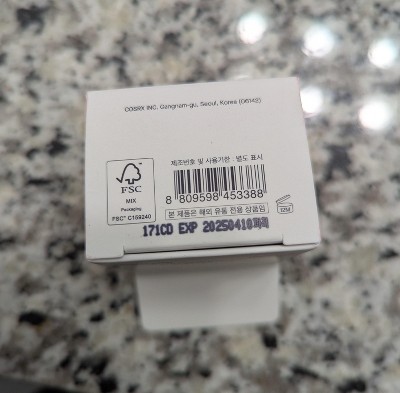 COSRX INC. Gangnam-gu, Seoul, Korea (06142)
제조번호 및 사용기한 : 별도 표시
FSC
MIX
Packaging
FSC® C159240
8 809598 453388
본 제품은 해외 유통 전용 상품임
12M
171CD EXP 20250410까지